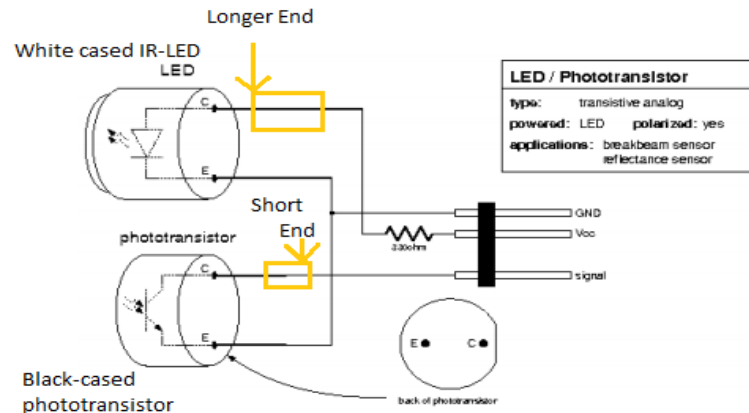 Longer End
White cased IR-LED
LED
C
E
LED / Phototransistor
type: transistive analog
powered: LED polarized: yes
applications: breakbeam sensor
reflectance sensor
Short
End
phototransistor
C
E
GND
Vcc
330ohm
signal
E C
Black-cased
phototransistor
back of phototransistor